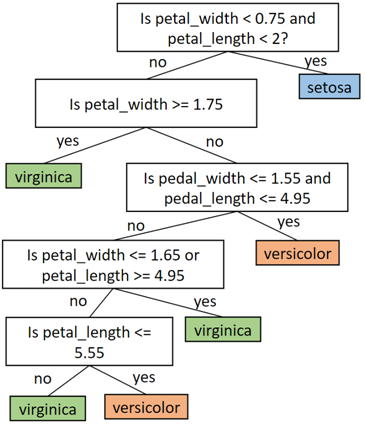 Is petal_width < 0.75 and
petal_length < 2?
no
yes
setosa
Is petal_width >= 1.75
yes
no
virginica
Is pedal_width <= 1.55 and
pedal_length <= 4.95
no
yes
versicolor
Is petal_width <= 1.65 or
petal_length >= 4.95
no
yes
virginica
Is petal_length <=
5.55
no
yes
virginica
versicolor